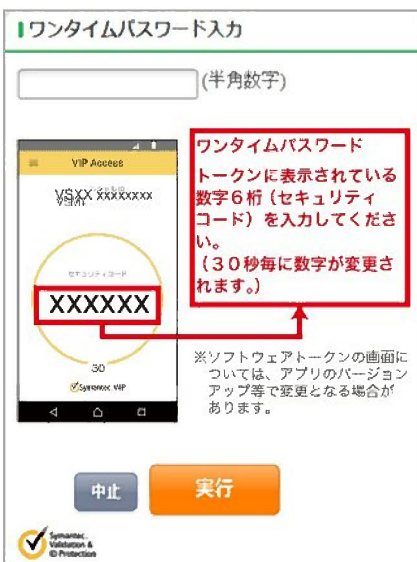 ワンタイムパスワード入力
(半角数字)
VIP Access
XXXXXXXX
セキュリティコード
XXXXXX
30
Symantec VIP
ワンタイムパスワード
トークンに表示されている
数字6桁(セキュリティ
コード)を入力してくださ
い。
(30秒毎に数字が変更さ
れます。)
※ソフトウェアトークンの画面に
ついては、アプリのバージョン
アップ等で変更となる場合が
あります。
中止
実行
Symantec.
Validation &
ID Protection